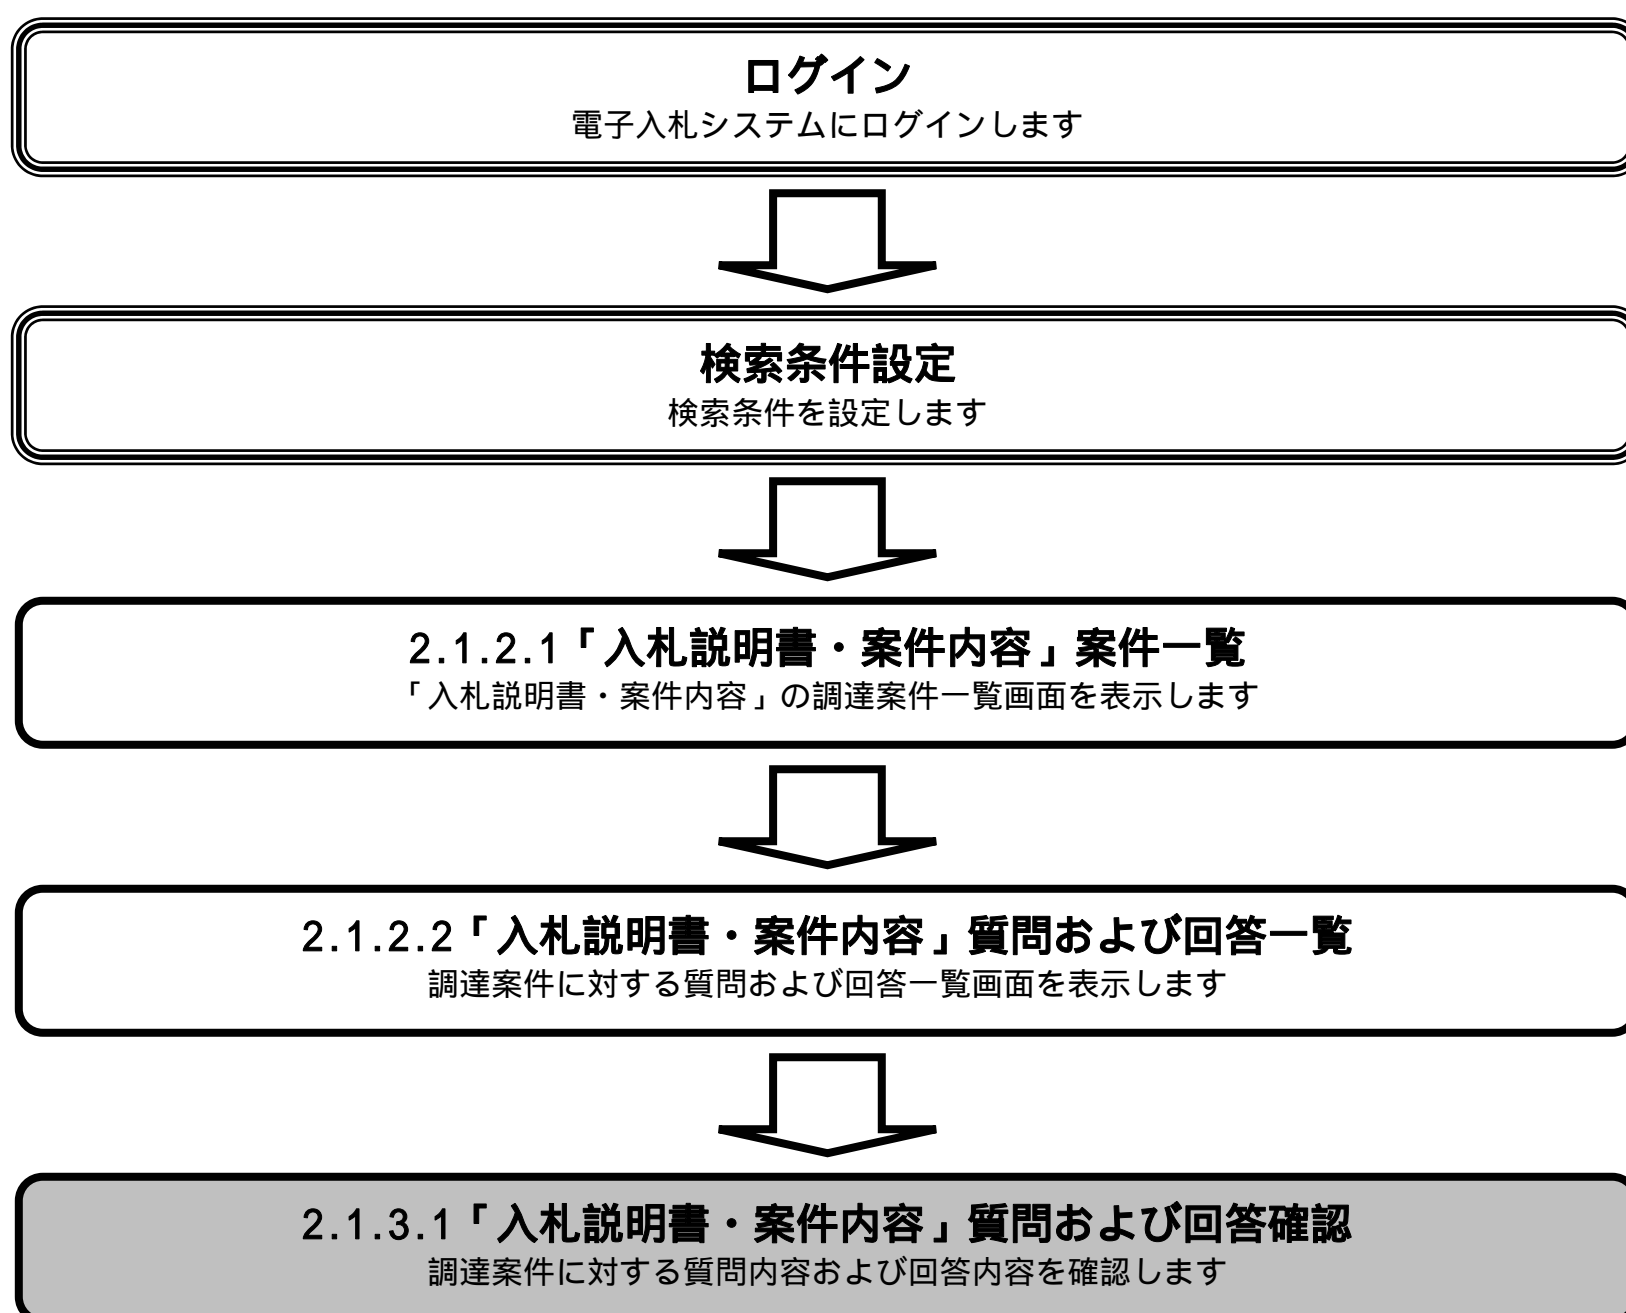 ログイン
電子入札システムにログインします
検索条件設定
検索条件を設定します
2.1.2.1「入札説明書・案件内容」案件一覧
「入札説明書・案件内容」の調達案件一覧画面を表示します
2.1.2.2「入札説明書・案件内容」質問および回答一覧
調達案件に対する質問および回答一覧画面を表示します
2.1.3.1「入札説明書・案件内容」質問および回答確認
調達案件に対する質問内容および回答内容を確認します